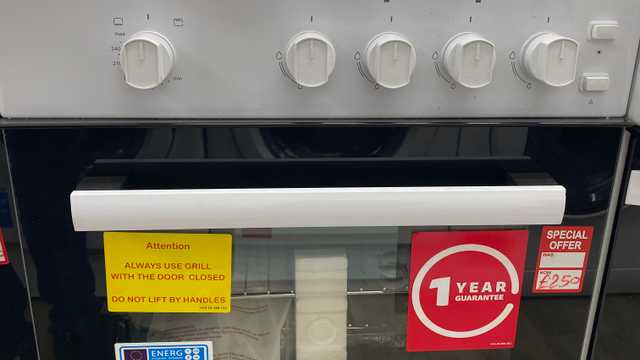 max
Attention
ALWAYS USE GRILL
WITH THE DOOR CLOSED
DO NOT LIFT BY HANDLES
1 YEAR
GUARANTEE
SPECIAL
OFFER
WAS
NOW
£250
ENERG